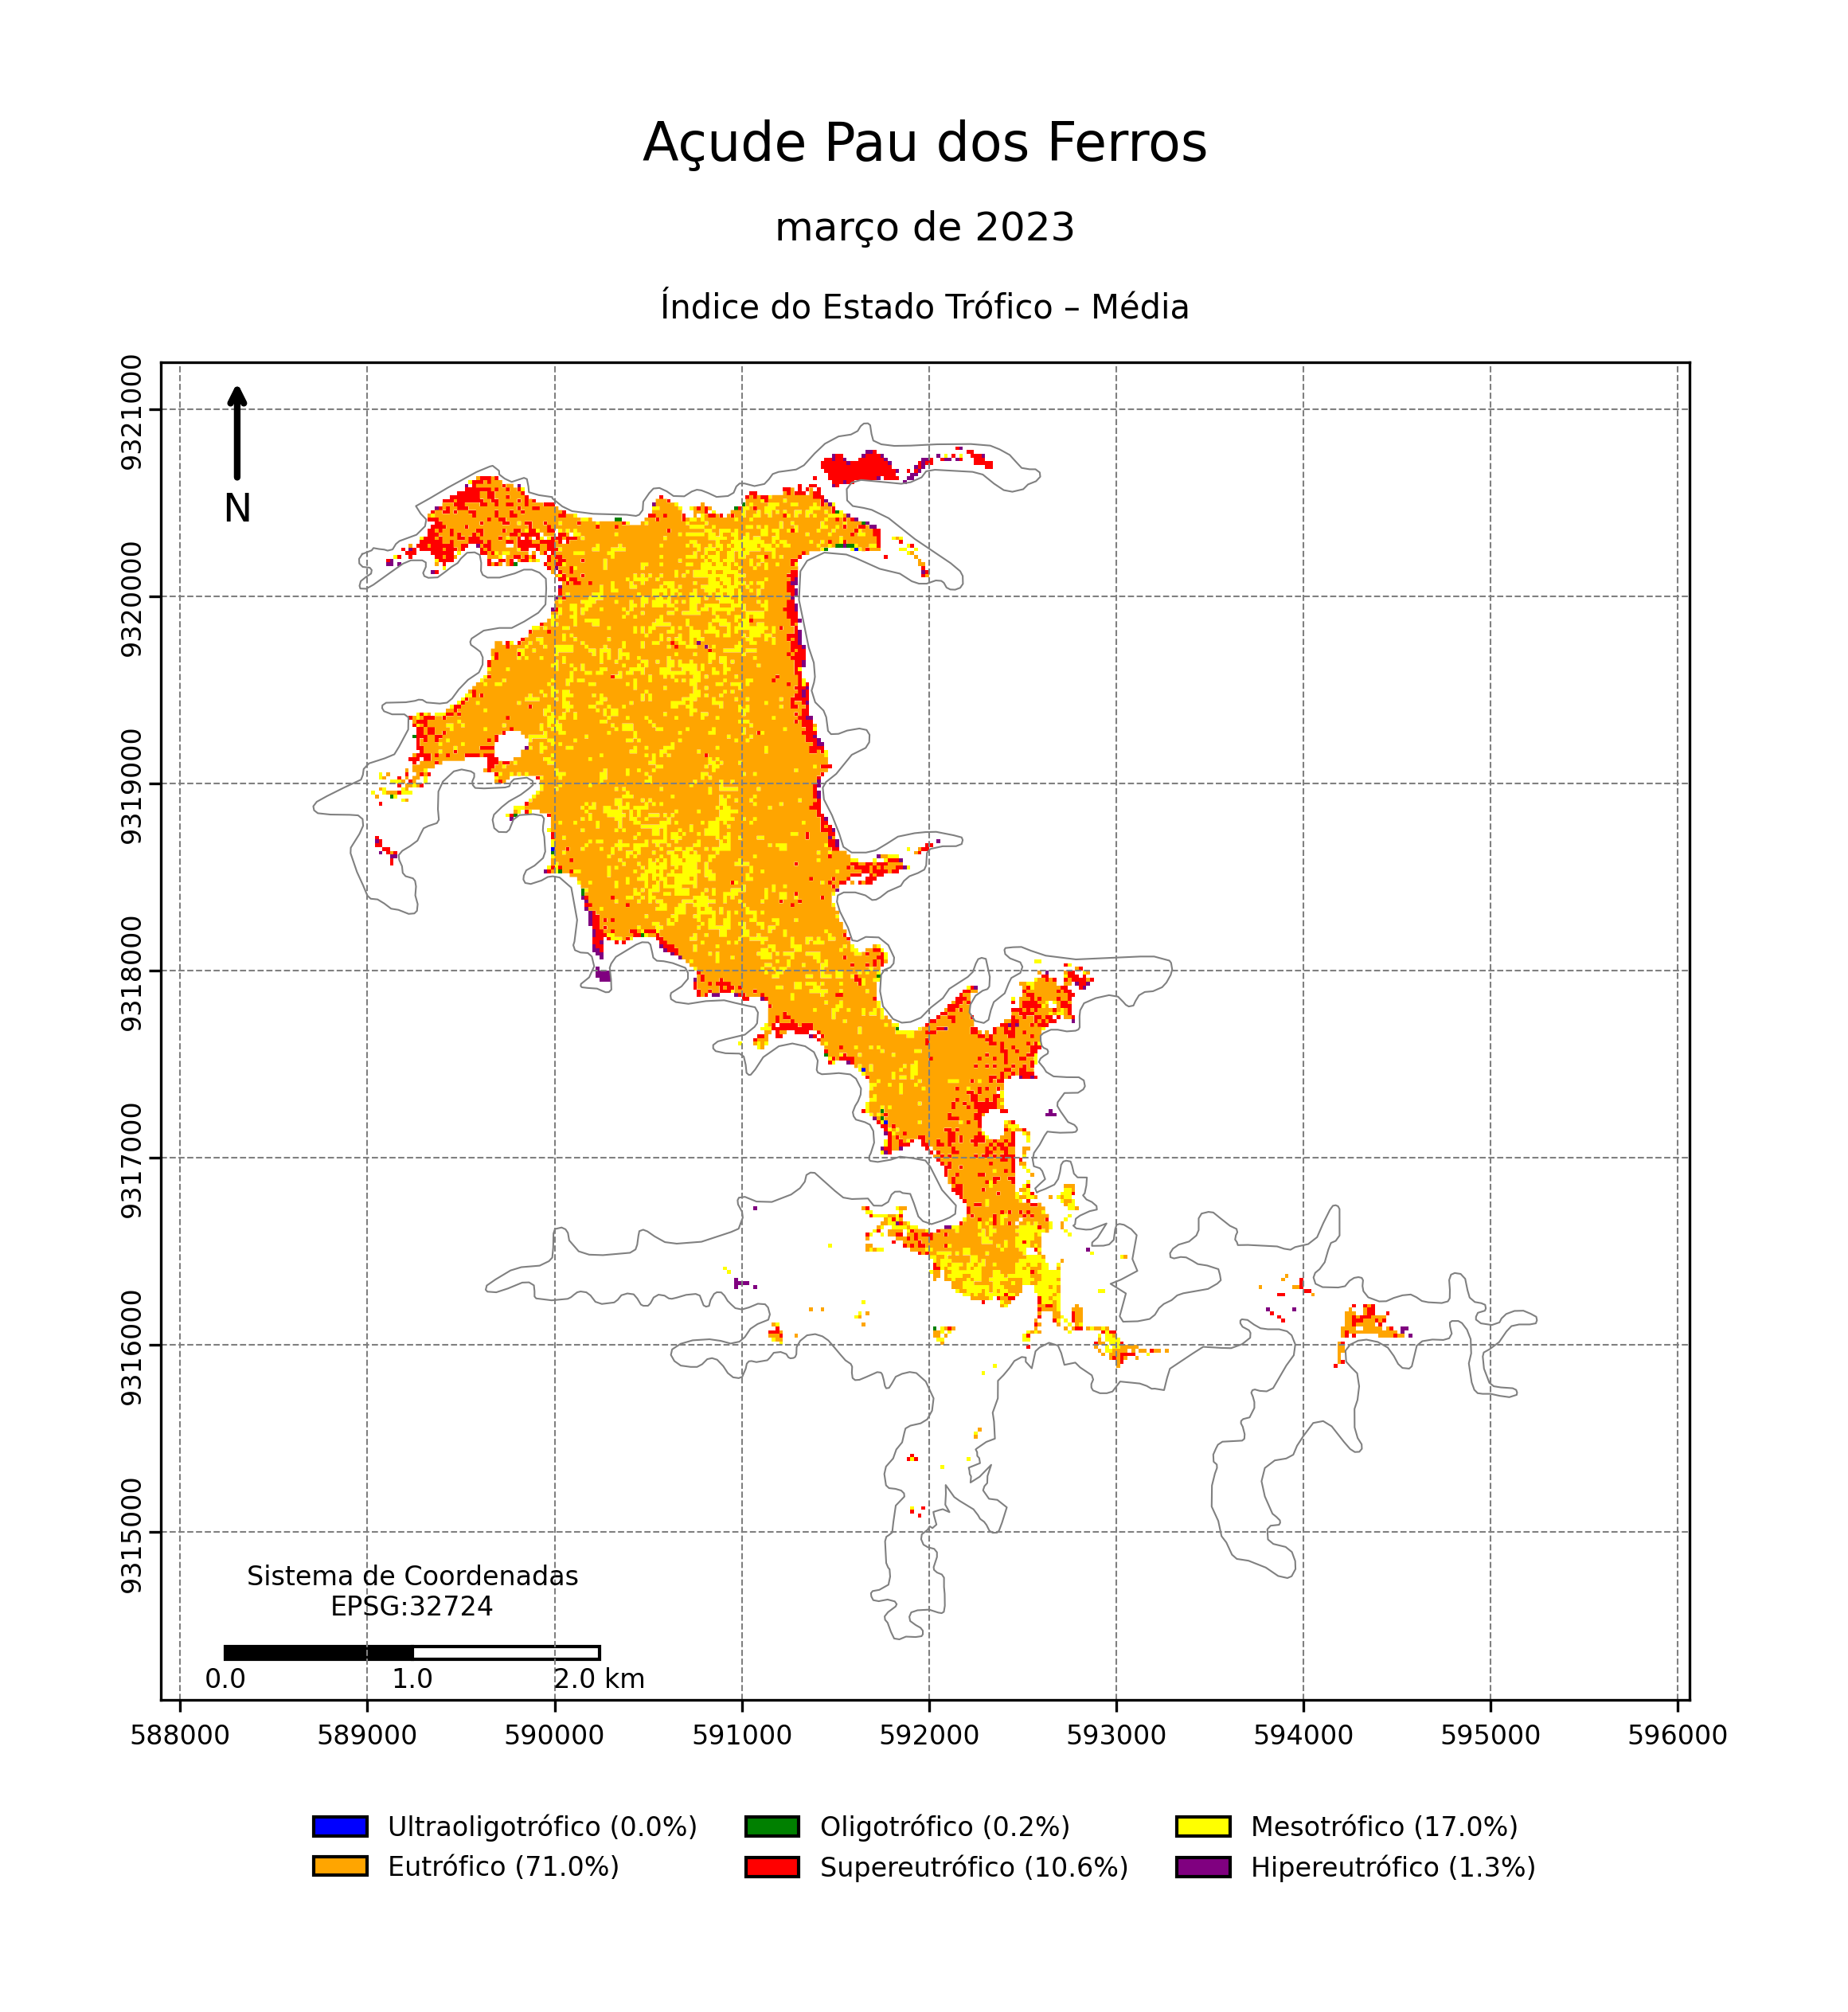 Açude Pau dos Ferros
março de 2023
Índice do Estado Trófico – Média
9321000
9320000
9319000
9318000
9317000
9316000
9315000
N
Sistema de Coordenadas
EPSG:32724
0.0 1.0 2.0 km
588000 589000 590000 591000 592000 593000 594000 595000 596000
Ultraoligotrófico (0.0%) Oligotrófico (0.2%) Mesotrófico (17.0%)
Eutrófico (71.0%) Supereutrófico (10.6%) Hipereutrófico (1.3%)